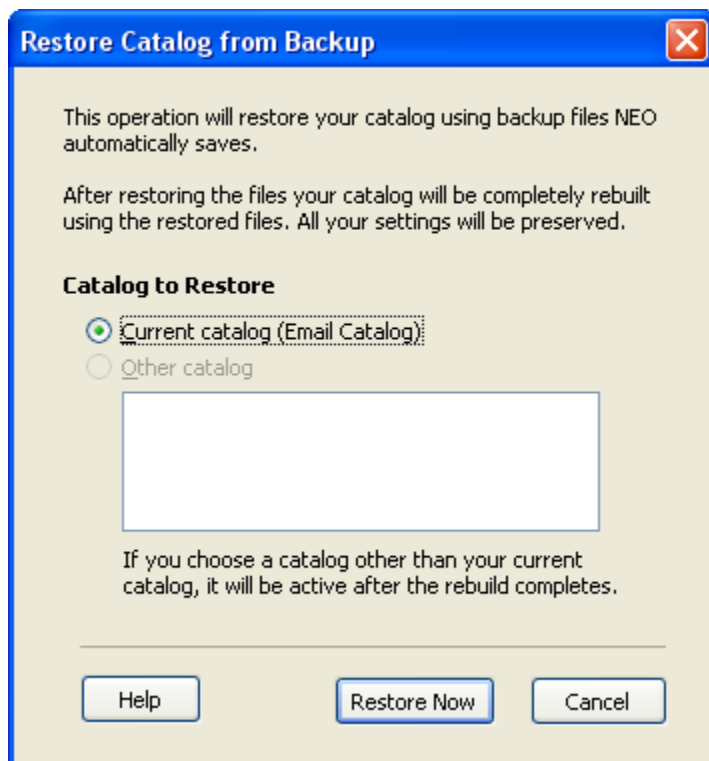 Restore Catalog from Backup
This operation will restore your catalog using backup files NEO
automatically saves.
After restoring the files your catalog will be completely rebuilt
using the restored files. All your settings will be preserved.
Catalog to Restore
Current catalog (Email Catalog)
Other catalog
If you choose a catalog other than your current
catalog, it will be active after the rebuild completes.
Help
Restore Now
Cancel